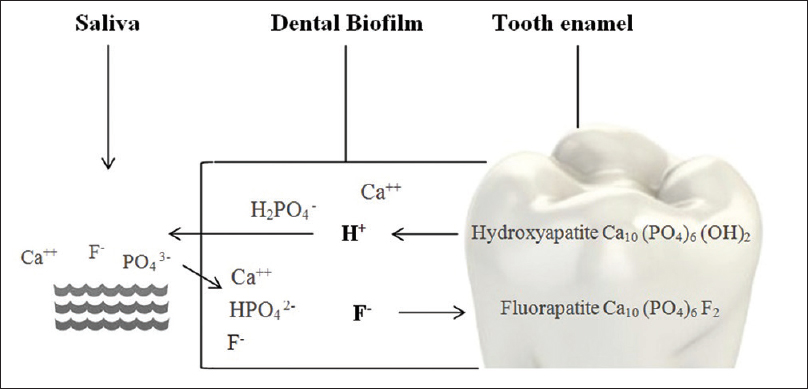 Saliva
Dental Biofilm
Tooth enamel
Ca⁺⁺
H₂PO₄⁻
H⁺
Hydroxyapatite Ca₁₀ (PO₄)₆ (OH)₂
Ca⁺⁺
F⁻
PO₄³⁻
Ca⁺⁺
HPO₄²⁻
F⁻
Fluorapatite Ca₁₀ (PO₄)₆ F₂
F⁻